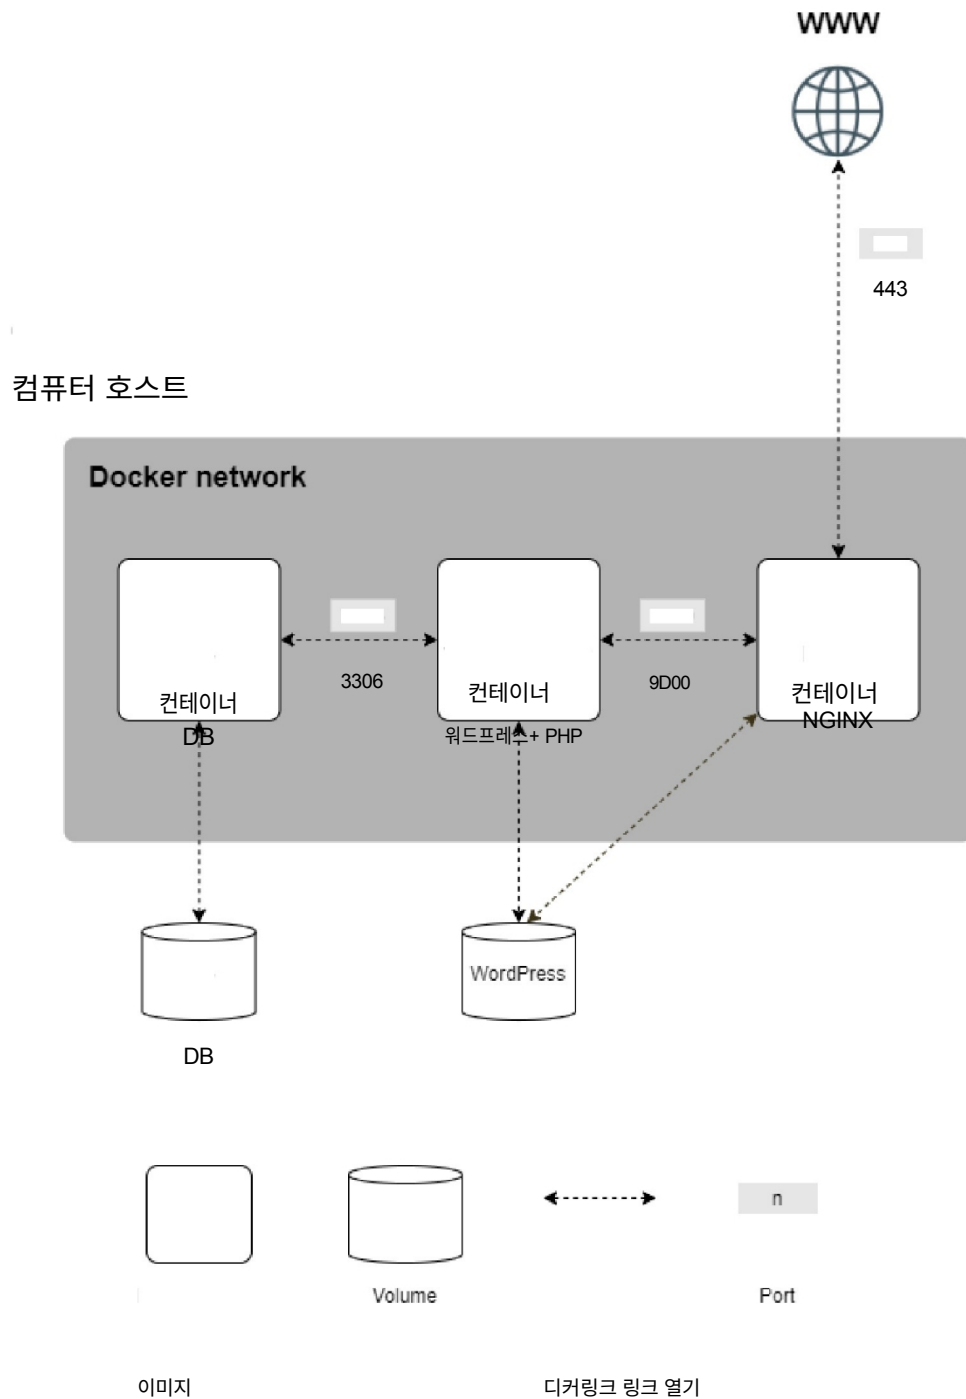 WWW
443
컴퓨터 호스트
Docker network
3306
9D00
컨테이너
DB
컨테이너
워드프레스+ PHP
컨테이너
NGINX
WordPress
DB
n
Volume
Port
이미지
디커링크 링크 열기